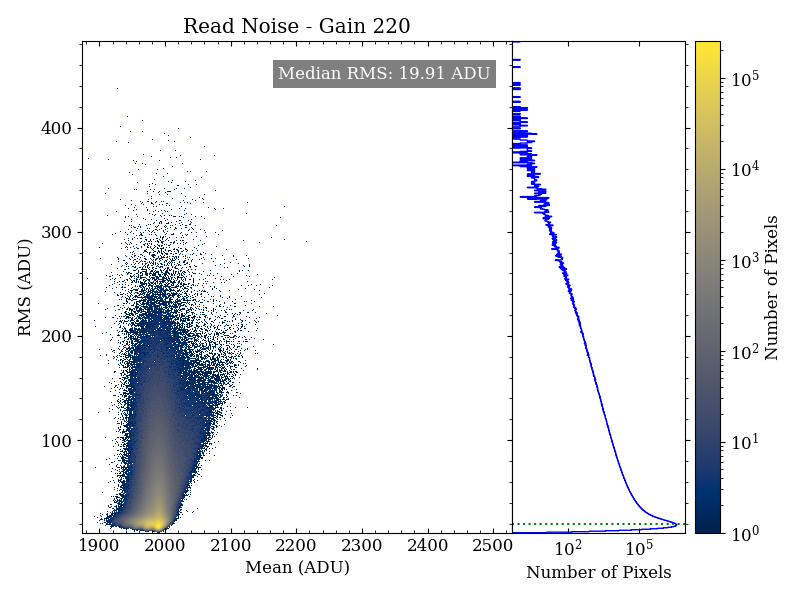 Read Noise - Gain 220
Median RMS: 19.91 ADU
RMS (ADU)
400
300
200
100
1900 2000 2100 2200 2300 2400 2500
Mean (ADU)
10² 10⁵
Number of Pixels
10⁵
10⁴
10³
10²
10¹
10⁰
Number of Pixels